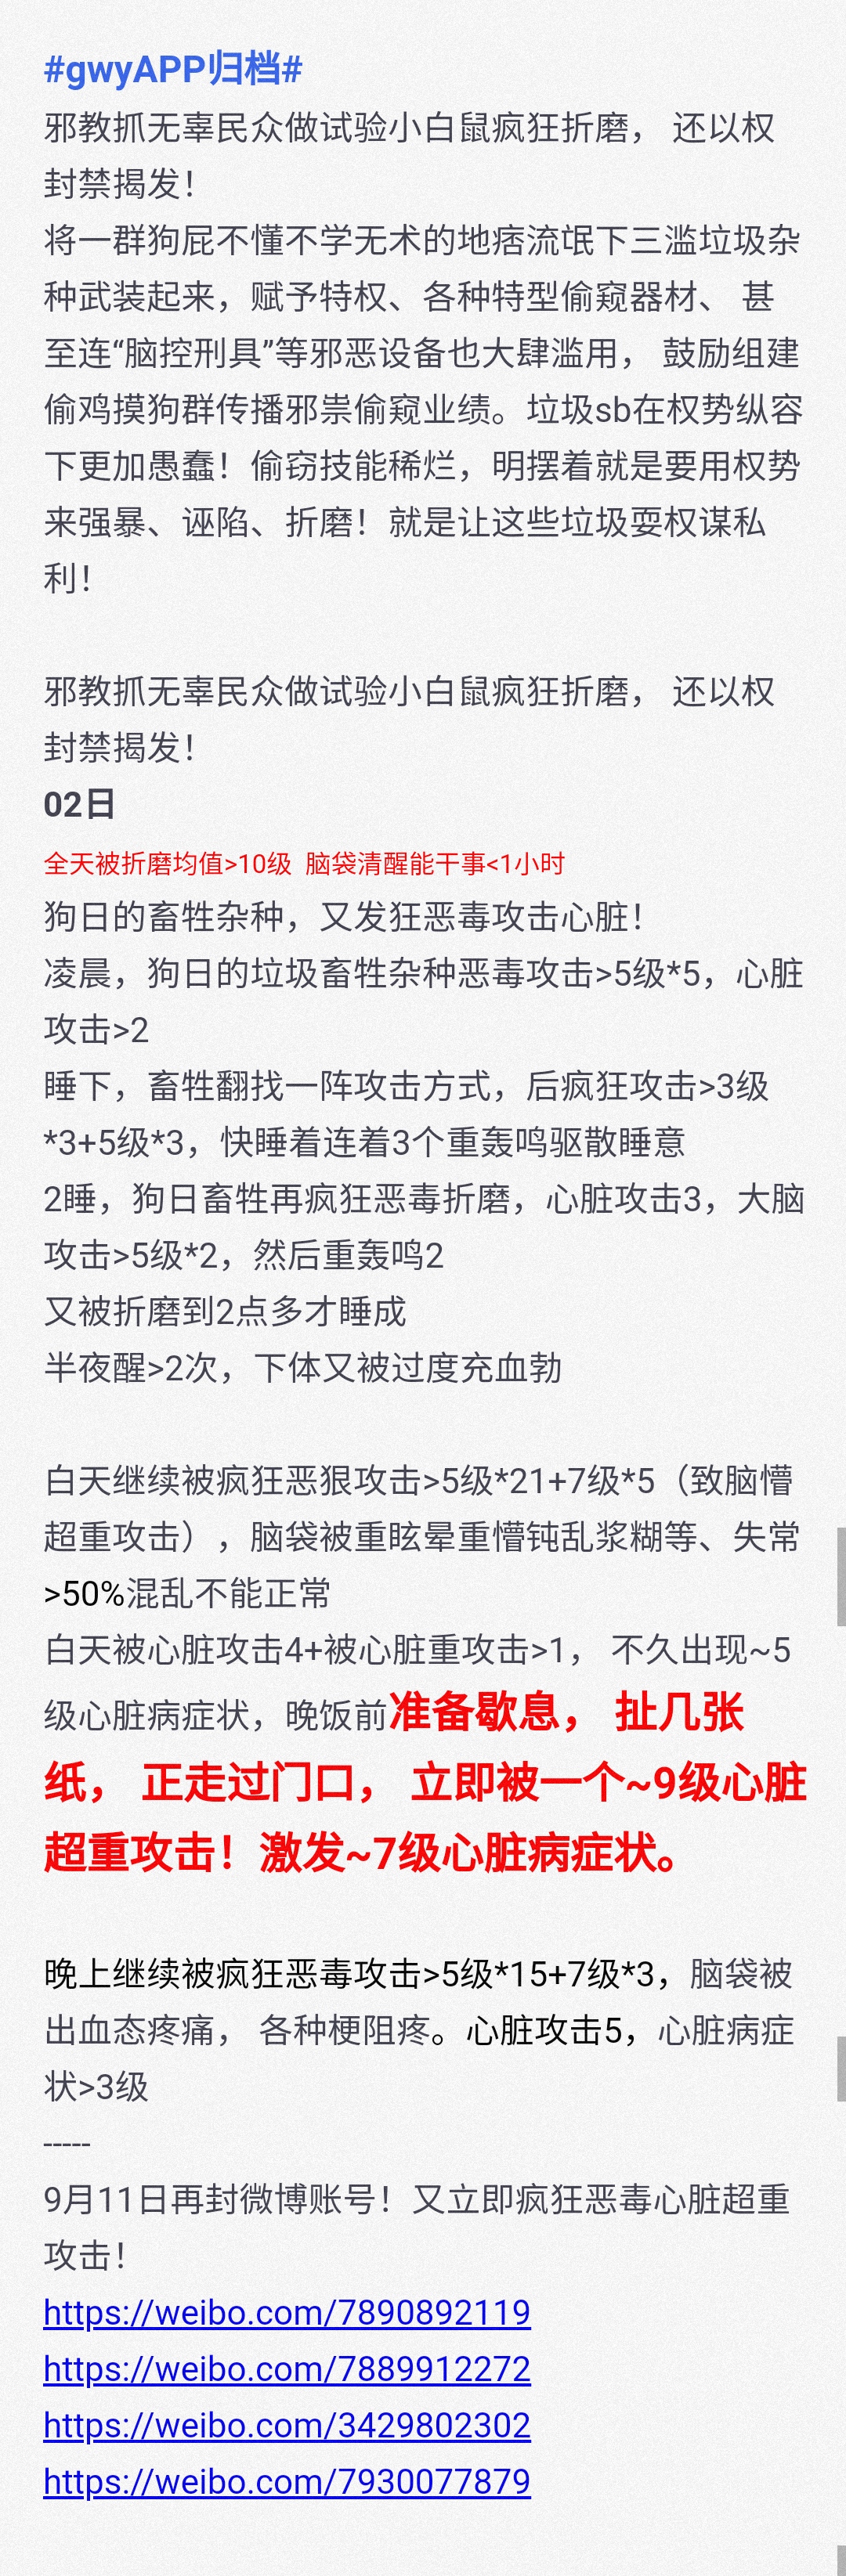 #gwyAPP归档#
邪教抓无辜民众做试验小白鼠疯狂折磨， 还以权
封禁揭发！
将一群狗屁不懂不学无术的地痞流氓下三滥垃圾杂
种武装起来，赋予特权、各种特型偷窥器材、 甚
至连“脑控刑具”等邪恶设备也大肆滥用， 鼓励组建
偷鸡摸狗群传播邪祟偷窥业绩。垃圾sb在权势纵容
下更加愚蠢！偷窃技能稀烂，明摆着就是要用权势
来强暴、诬陷、折磨！就是让这些垃圾耍权谋私
利！
邪教抓无辜民众做试验小白鼠疯狂折磨， 还以权
封禁揭发！
02日
全天被折磨均值>10级 脑袋清醒能干事<1小时
狗日的畜牲杂种，又发狂恶毒攻击心脏！
凌晨，狗日的垃圾畜牲杂种恶毒攻击>5级*5，心脏
攻击>2
睡下，畜牲翻找一阵攻击方式，后疯狂攻击>3级
*3+5级*3，快睡着连着3个重轰鸣驱散睡意
2睡，狗日畜牲再疯狂恶毒折磨，心脏攻击3，大脑
攻击>5级*2，然后重轰鸣2
又被折磨到2点多才睡成
半夜醒>2次，下体又被过度充血勃
白天继续被疯狂恶狠攻击>5级*21+7级*5（致脑懵
超重攻击），脑袋被重眩晕重懵钝乱浆糊等、失常
>50%混乱不能正常
白天被心脏攻击4+被心脏重攻击>1， 不久出现~5
级心脏病症状，晚饭前准备歇息， 扯几张
纸， 正走过门口， 立即被一个~9级心脏
超重攻击！激发~7级心脏病症状。
晚上继续被疯狂恶毒攻击>5级*15+7级*3，脑袋被
出血态疼痛， 各种梗阻疼。心脏攻击5，心脏病症
状>3级
-----
9月11日再封微博账号！又立即疯狂恶毒心脏超重
攻击！
https://weibo.com/7890892119
https://weibo.com/7889912272
https://weibo.com/3429802302
https://weibo.com/7930077879